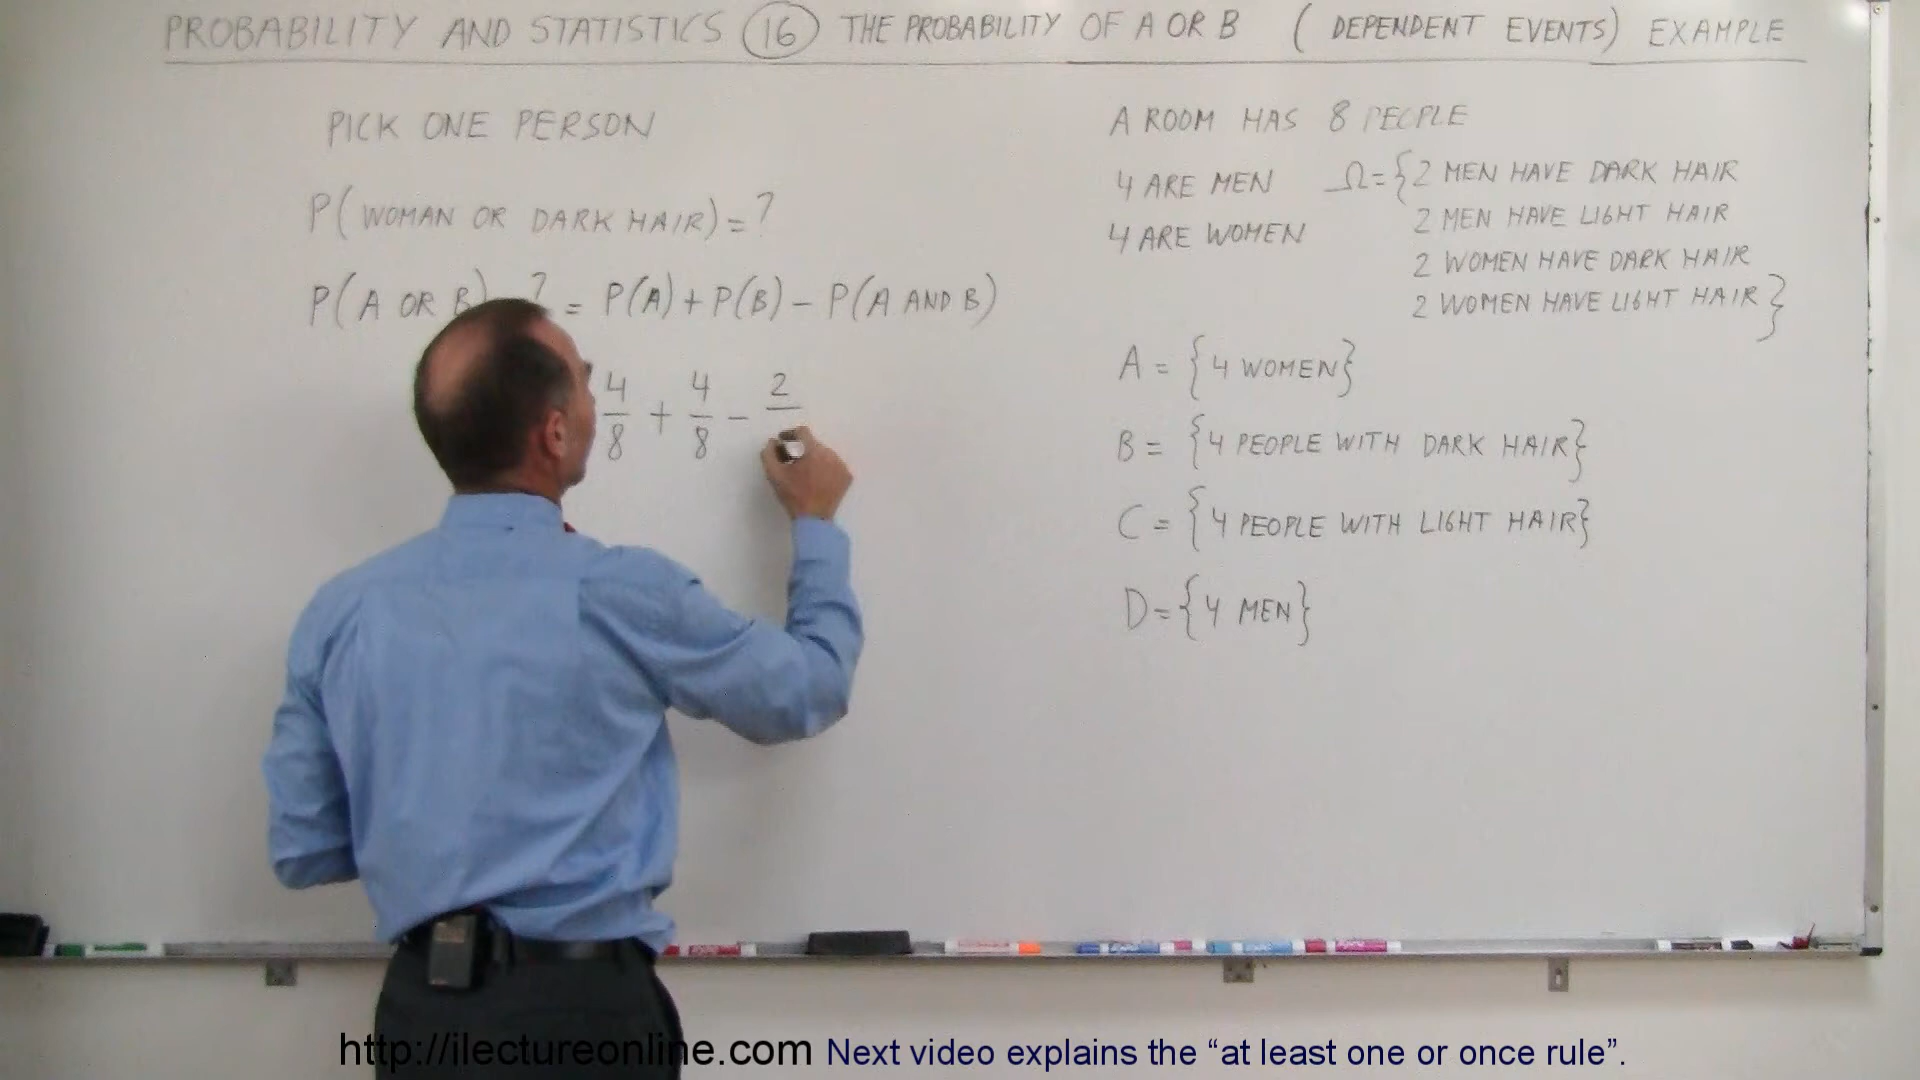 PROBABILITY AND STATISTICS 16 THE PROBABILITY OF A OR B ( DEPENDENT EVENTS) EXAMPLE
PICK ONE PERSON
P( WOMAN OR DARK HAIR) = ?
P( A OR B) ? = P(A) + P(B) - P(A AND B)
4/8 + 4/8 - 2/
A ROOM HAS 8 PEOPLE
4 ARE MEN
4 ARE WOMEN
Ω = { 2 MEN HAVE DARK HAIR
2 MEN HAVE LIGHT HAIR
2 WOMEN HAVE DARK HAIR
2 WOMEN HAVE LIGHT HAIR }
A = { 4 WOMEN }
B = { 4 PEOPLE WITH DARK HAIR }
C = { 4 PEOPLE WITH LIGHT HAIR }
D = { 4 MEN }
http://ilectureonline.com Next video explains the “at least one or once rule”.